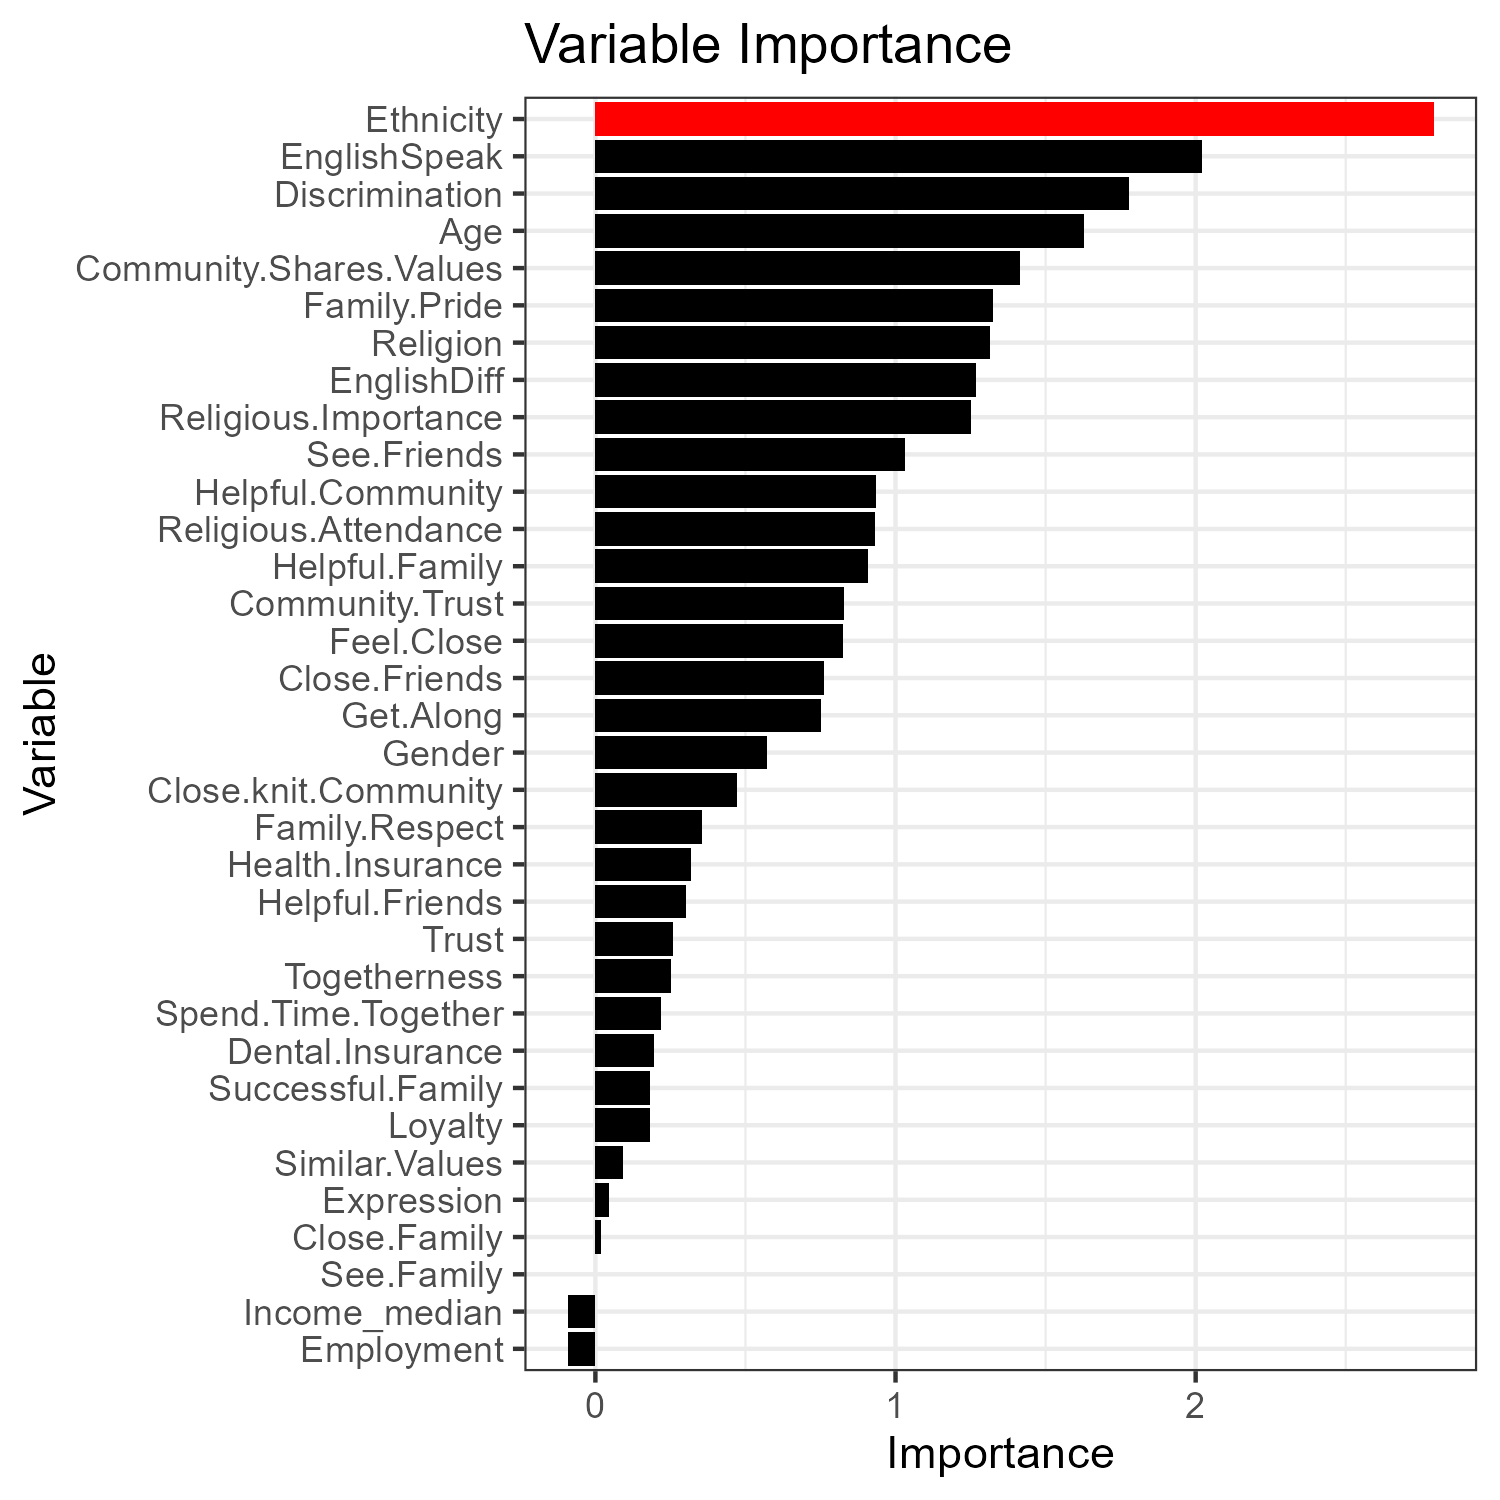 Variable Importance
Ethnicity
EnglishSpeak
Discrimination
Age
Community.Shares.Values
Family.Pride
Religion
EnglishDiff
Religious.Importance
See.Friends
Helpful.Community
Religious.Attendance
Helpful.Family
Community.Trust
Feel.Close
Close.Friends
Get.Along
Gender
Close.knit.Community
Family.Respect
Health.Insurance
Helpful.Friends
Trust
Togetherness
Spend.Time.Together
Dental.Insurance
Successful.Family
Loyalty
Similar.Values
Expression
Close.Family
See.Family
Income_median
Employment
Variable
0 1 2
Importance